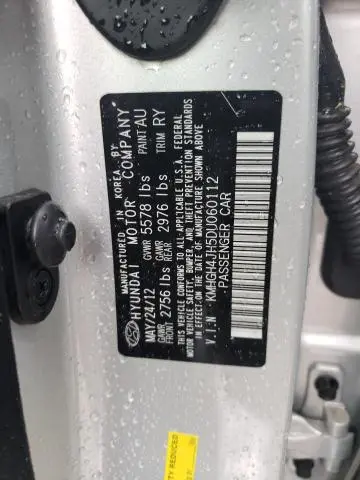 MANUFACTURED IN KOREA BY
HYUNDAI MOTOR COMPANY
MAY/24/12 GVWR 5578 lbs PAINT AU
GAWR FRONT 2756 lbs GAWR REAR 2976 lbs TRIM RY
THIS VEHICLE CONFORMS TO ALL APPLICABLE U.S.A. FEDERAL
MOTOR VEHICLE SAFETY, BUMPER, AND THEFT PREVENTION STANDARDS
IN EFFECT ON THE DATE OF MANUFACTURE SHOWN ABOVE
V.I.N KMHGH4JH5DU060112
PASSENGER CAR
Y REDUCED